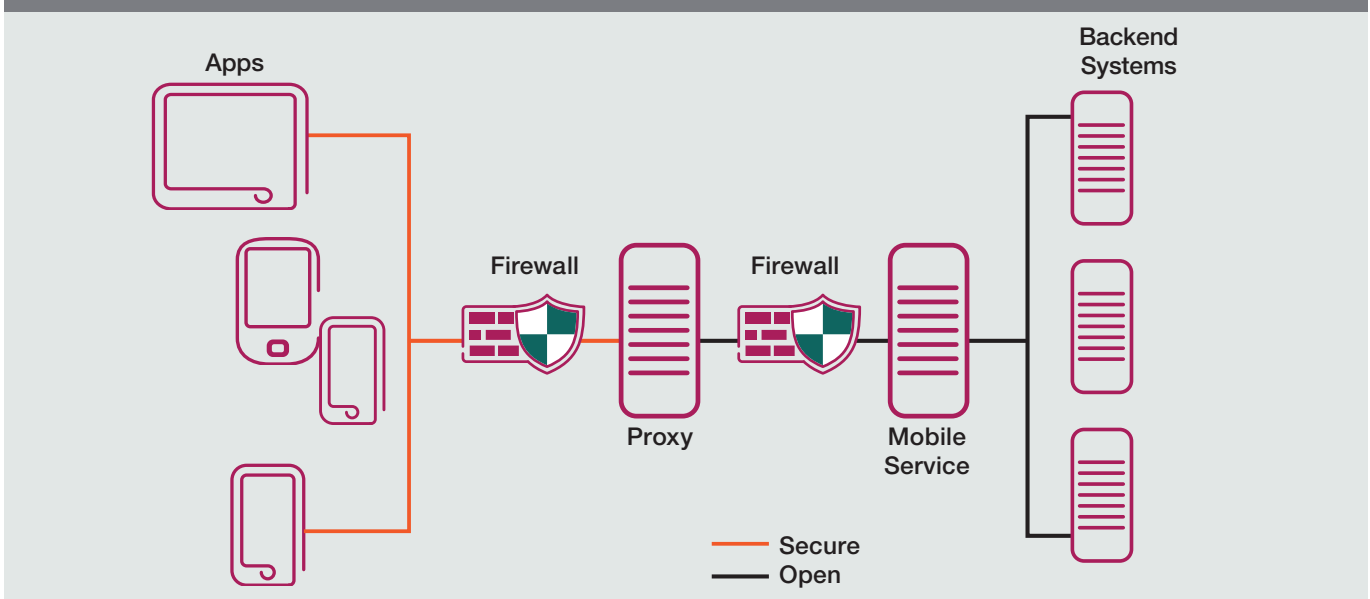 Apps
Backend
Systems
Firewall
Firewall
Proxy
Mobile
Service
Secure
Open